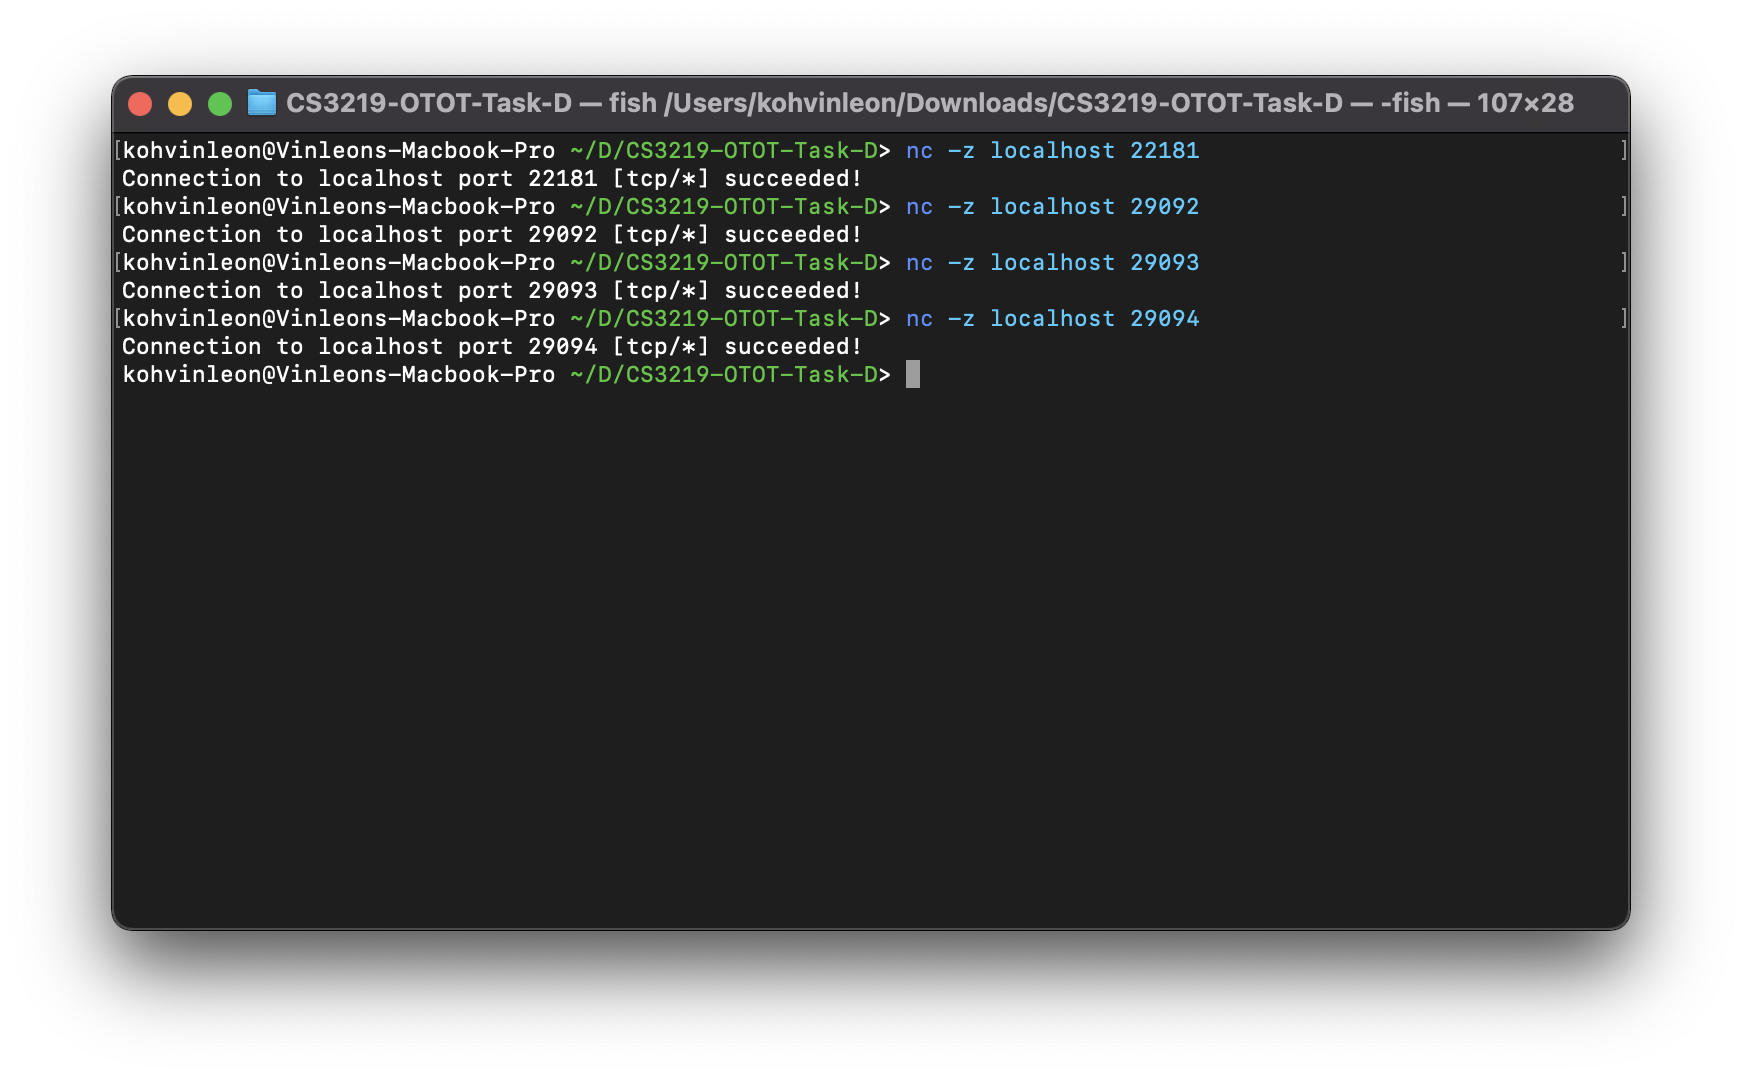 CS3219-OTOT-Task-D — fish /Users/kohvinleon/Downloads/CS3219-OTOT-Task-D — -fish — 107×28
[kohvinleon@Vinleons-Macbook-Pro ~/D/CS3219-OTOT-Task-D> nc -z localhost 22181 ]
Connection to localhost port 22181 [tcp/*] succeeded!
[kohvinleon@Vinleons-Macbook-Pro ~/D/CS3219-OTOT-Task-D> nc -z localhost 29092 ]
Connection to localhost port 29092 [tcp/*] succeeded!
[kohvinleon@Vinleons-Macbook-Pro ~/D/CS3219-OTOT-Task-D> nc -z localhost 29093 ]
Connection to localhost port 29093 [tcp/*] succeeded!
[kohvinleon@Vinleons-Macbook-Pro ~/D/CS3219-OTOT-Task-D> nc -z localhost 29094 ]
Connection to localhost port 29094 [tcp/*] succeeded!
kohvinleon@Vinleons-Macbook-Pro ~/D/CS3219-OTOT-Task-D>